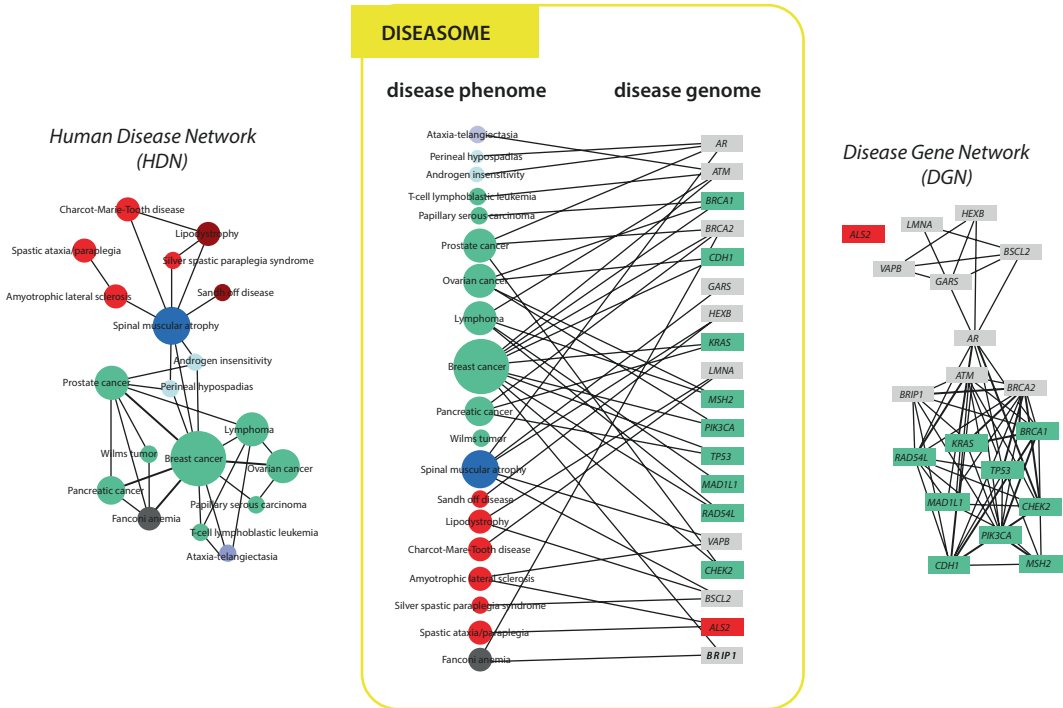 DISEASOME
disease phenome
disease genome
Human Disease Network
(HDN)
Charcot-Marie-Tooth disease
Lipodystrophy
Spastic ataxia/paraplegia
Silver spastic paraplegia syndrome
Amyotrophic lateral sclerosis
Sandhoff disease
Spinal muscular atrophy
Androgen insensitivity
Prostate cancer
Perineal hypospadias
Lymphoma
Wilms tumor
Breast cancer
Ovarian cancer
Pancreatic cancer
Papillary serous carcinoma
Fanconi anemia
T-cell lymphoblastic leukemia
Ataxia-telangiectasia
Ataxia-telangiectasia
Perineal hypospadias
Androgen insensitivity
T-cell lymphoblastic leukemia
Papillary serous carcinoma
Prostate cancer
Ovarian cancer
Lymphoma
Breast cancer
Pancreatic cancer
Wilms tumor
Spinal muscular atrophy
Sandh off disease
Lipodystrophy
Charcot-Mare-Tooth disease
Amyotrophic lateral sclerosis
Silver spastic paraplegia syndrome
Spastic ataxia/paraplegia
Fanconi anemia
AR
ATM
BRCA1
BRCA2
CDH1
GARS
HEXB
KRAS
LMNA
MSH2
PIK3CA
TP53
MAD1L1
RAD54L
VAPB
CHEK2
BSCL2
ALS2
BRIP1
Disease Gene Network
(DGN)
HEXB
LMNA
ALS2
BSCL2
VAPB
GARS
AR
ATM
BRIP1
BRCA2
BRCA1
KRAS
RAD54L
TP53
MAD1L1
CHEK2
PIK3CA
CDH1
MSH2